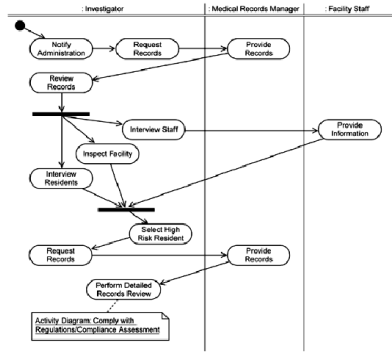 : Investigator
: Medical Records Manager
: Facility Staff
Notify
Administration
Request
Records
Provide
Records
Review
Records
Interview Staff
Provide
Information
Inspect Facility
Interview
Residents
Select High
Risk Resident
Request
Records
Provide
Records
Perform Detailed
Records Review
Activity Diagram: Comply with
Regulations/Compliance Assessment